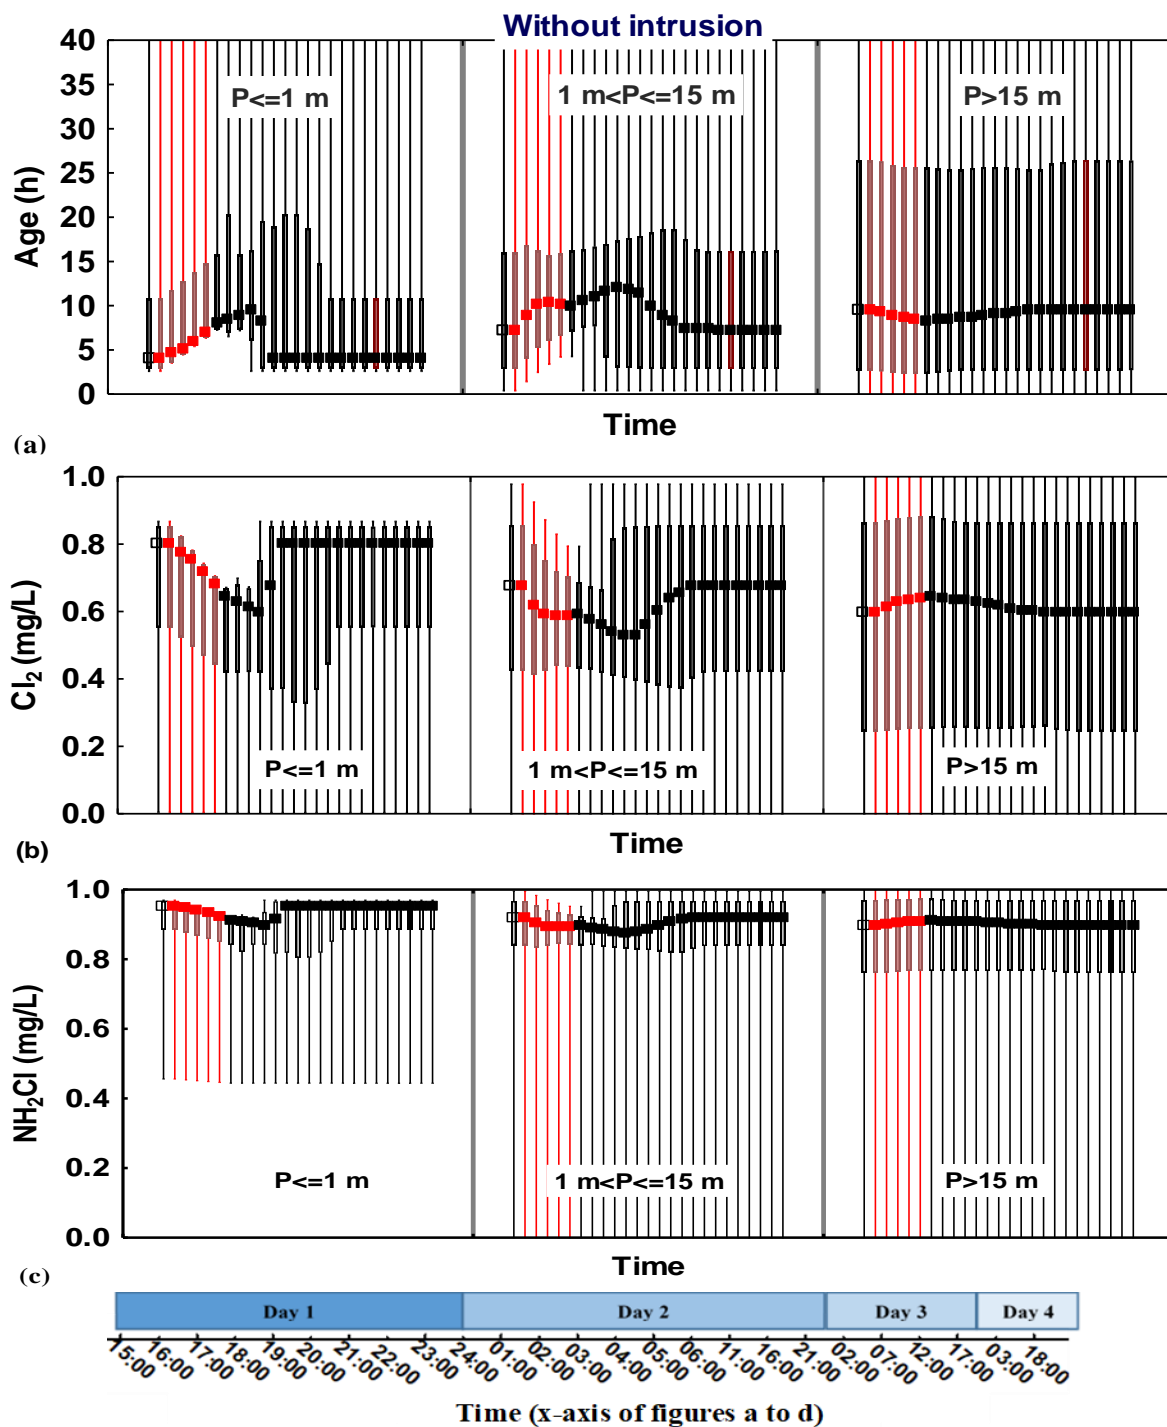 Without intrusion
40
35
30
25
20
15
10
5
0
Age (h)
P<=1 m
1 m<P<=15 m
P>15 m
Time
(a)
1.0
0.8
0.6
0.4
0.2
0.0
Cl₂ (mg/L)
P<=1 m
1 m<P<=15 m
P>15 m
Time
(b)
1.0
0.8
0.6
0.4
0.2
0.0
NH₂Cl (mg/L)
P<=1 m
1 m<P<=15 m
P>15 m
Time
(c)
Day 1 Day 2 Day 3 Day 4
15:00 16:00 17:00 18:00 19:00 20:00 21:00 22:00 23:00 24:00 01:00 02:00 03:00 04:00 05:00 06:00 11:00 16:00 21:00 02:00 07:00 12:00 17:00 03:00 18:00
Time (x-axis of figures a to d)